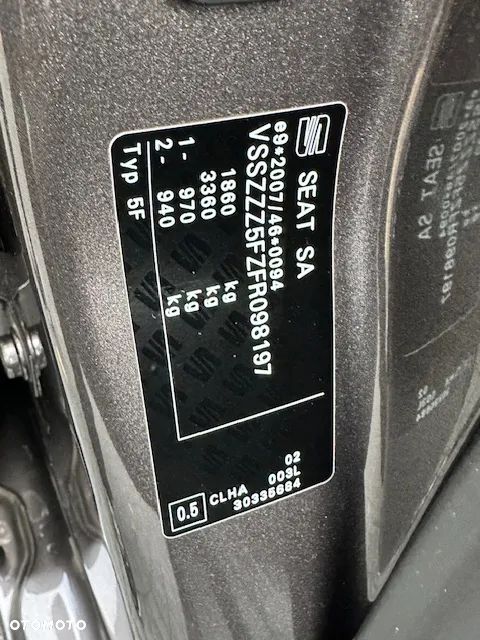 SEAT SA
e9*2007/46*0094
VSSZZZ5FZFR098197
1860 kg
3360 kg
1- 970 kg
2- 940 kg
Typ 5F
02
0.5 CLHA 003L
30335684
OTOMOTO
OTOMOTO